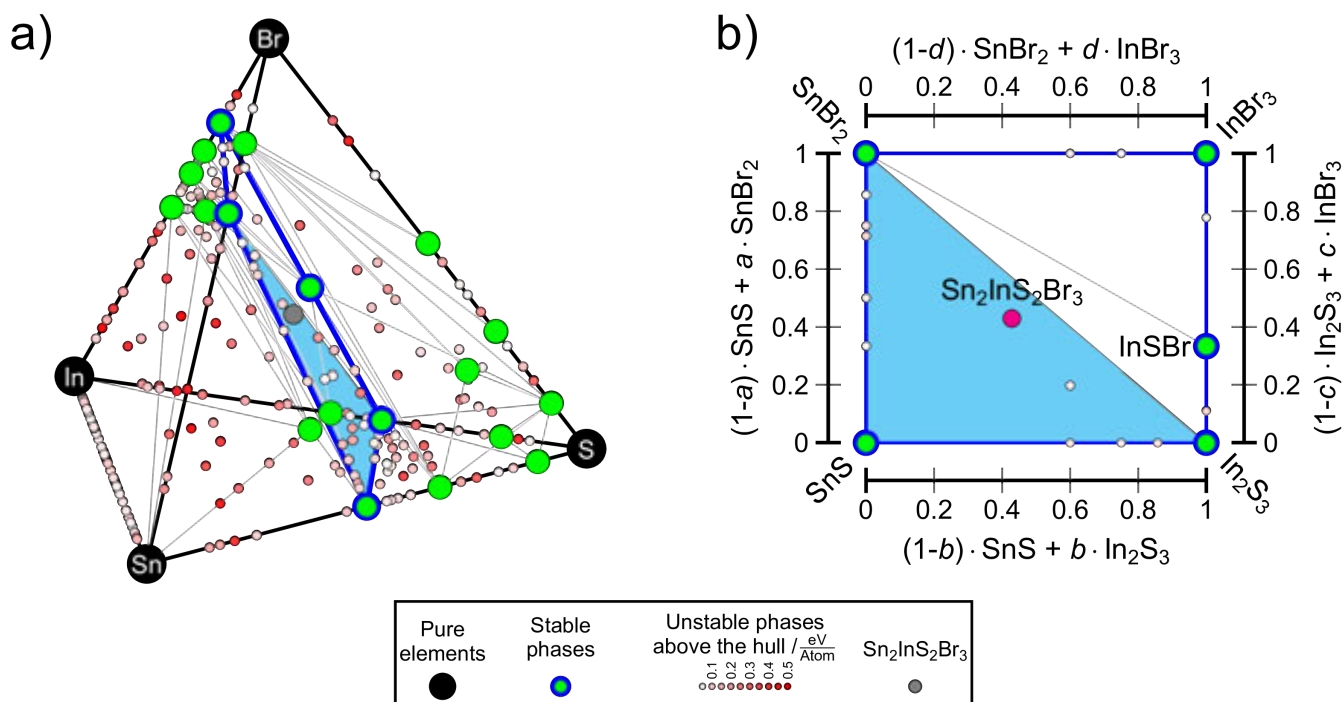 a)
Br
In
S
Sn
b)
(1-d) · SnBr₂ + d · InBr₃
0 0.2 0.4 0.6 0.8 1
SnBr₂
InBr₃
1
0.8
0.6
0.4
0.2
0
(1-a) · SnS + a · SnBr₂
Sn₂InS₂Br₃
InSBr
1
0.8
0.6
0.4
0.2
0
(1-c) · In₂S₃ + c · InBr₃
SnS
In₂S₃
0 0.2 0.4 0.6 0.8 1
(1-b) · SnS + b · In₂S₃
Pure
elements
Stable
phases
Unstable phases
above the hull / eV/Atom
0.1 0.2 0.3 0.4 0.5
Sn₂InS₂Br₃